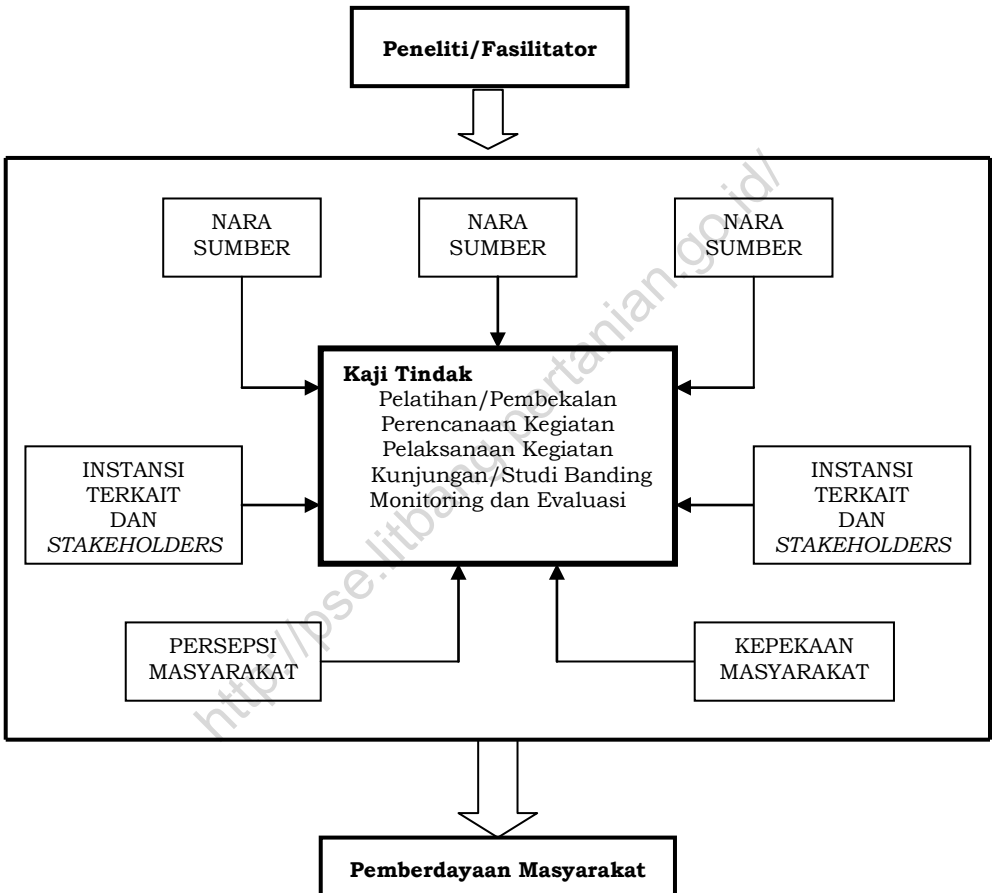 Peneliti/Fasilitator
NARA
SUMBER
NARA
SUMBER
NARA
SUMBER
Kaji Tindak
Pelatihan/Pembekalan
Perencanaan Kegiatan
Pelaksanaan Kegiatan
Kunjungan/Studi Banding
Monitoring dan Evaluasi
INSTANSI
TERKAIT
DAN
STAKEHOLDERS
INSTANSI
TERKAIT
DAN
STAKEHOLDERS
PERSEPSI
MASYARAKAT
KEPEKAAN
MASYARAKAT
Pemberdayaan Masyarakat
http://pse.litbang.pertanian.go.id/